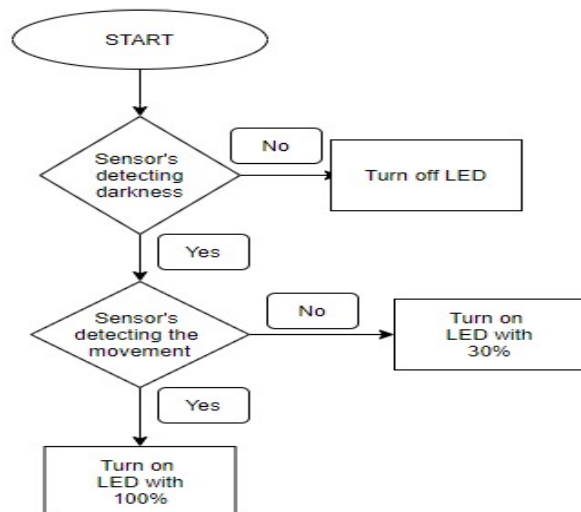 START
Sensor's
detecting
darkness
No
Turn off LED
Yes
Sensor's
detecting the
movement
No
Turn on
LED with
30%
Yes
Turn on
LED with
100%